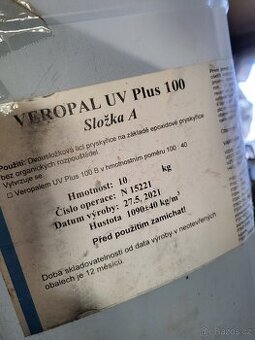 VEROPAL UV Plus 100
Složka A
Použití: Dvousložková licí pryskyřice na základě epoxidové pryskyřice
bez organických rozpouštědel.
Vytvrzuje se
Veropalem UV Plus 100 B v hmotnostním poměru 100 : 40
Hmotnost: 10 kg
Číslo operace: N 15221
Datum výroby: 27.5. 2021
Hustota 1090±40 kg/m³
Před použitím zamíchat!
Dobá skladovatelnosti od data výroby v neotevřených
obalech je 12 měsíců.